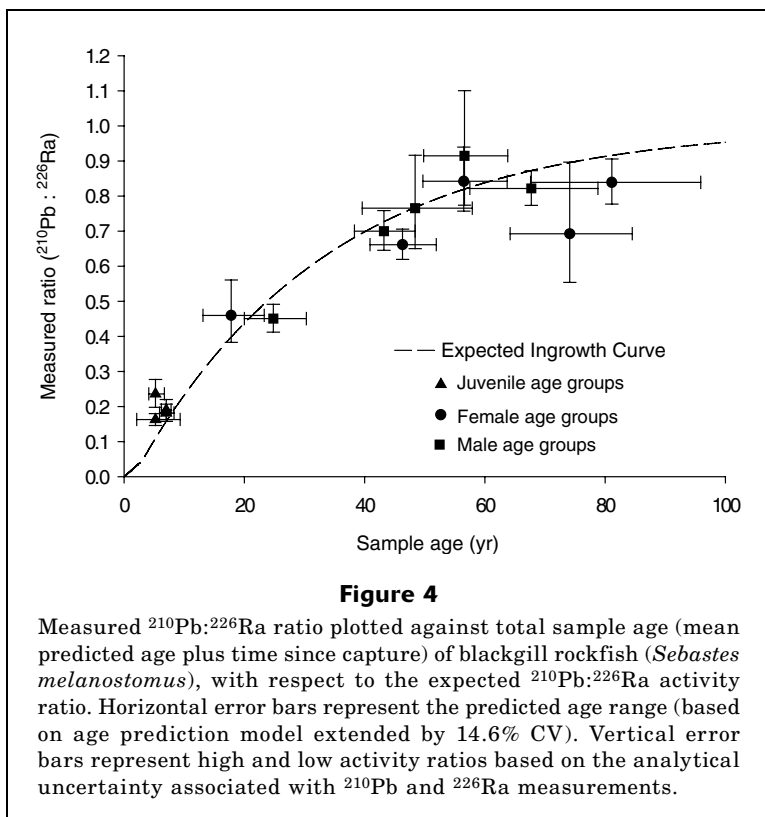 1.2
1.1
1.0
0.9
0.8
0.7
0.6
0.5
0.4
0.3
0.2
0.1
0.0
Measured ratio (²¹⁰Pb : ²²⁶Ra)
Expected Ingrowth Curve
Juvenile age groups
Female age groups
Male age groups
0 20 40 60 80 100
Sample age (yr)
Figure 4
Measured ²¹⁰Pb:²²⁶Ra ratio plotted against total sample age (mean
predicted age plus time since capture) of blackgill rockfish (Sebastes
melanostomus), with respect to the expected ²¹⁰Pb:²²⁶Ra activity
ratio. Horizontal error bars represent the predicted age range (based
on age prediction model extended by 14.6% CV). Vertical error
bars represent high and low activity ratios based on the analytical
uncertainty associated with ²¹⁰Pb and ²²⁶Ra measurements.